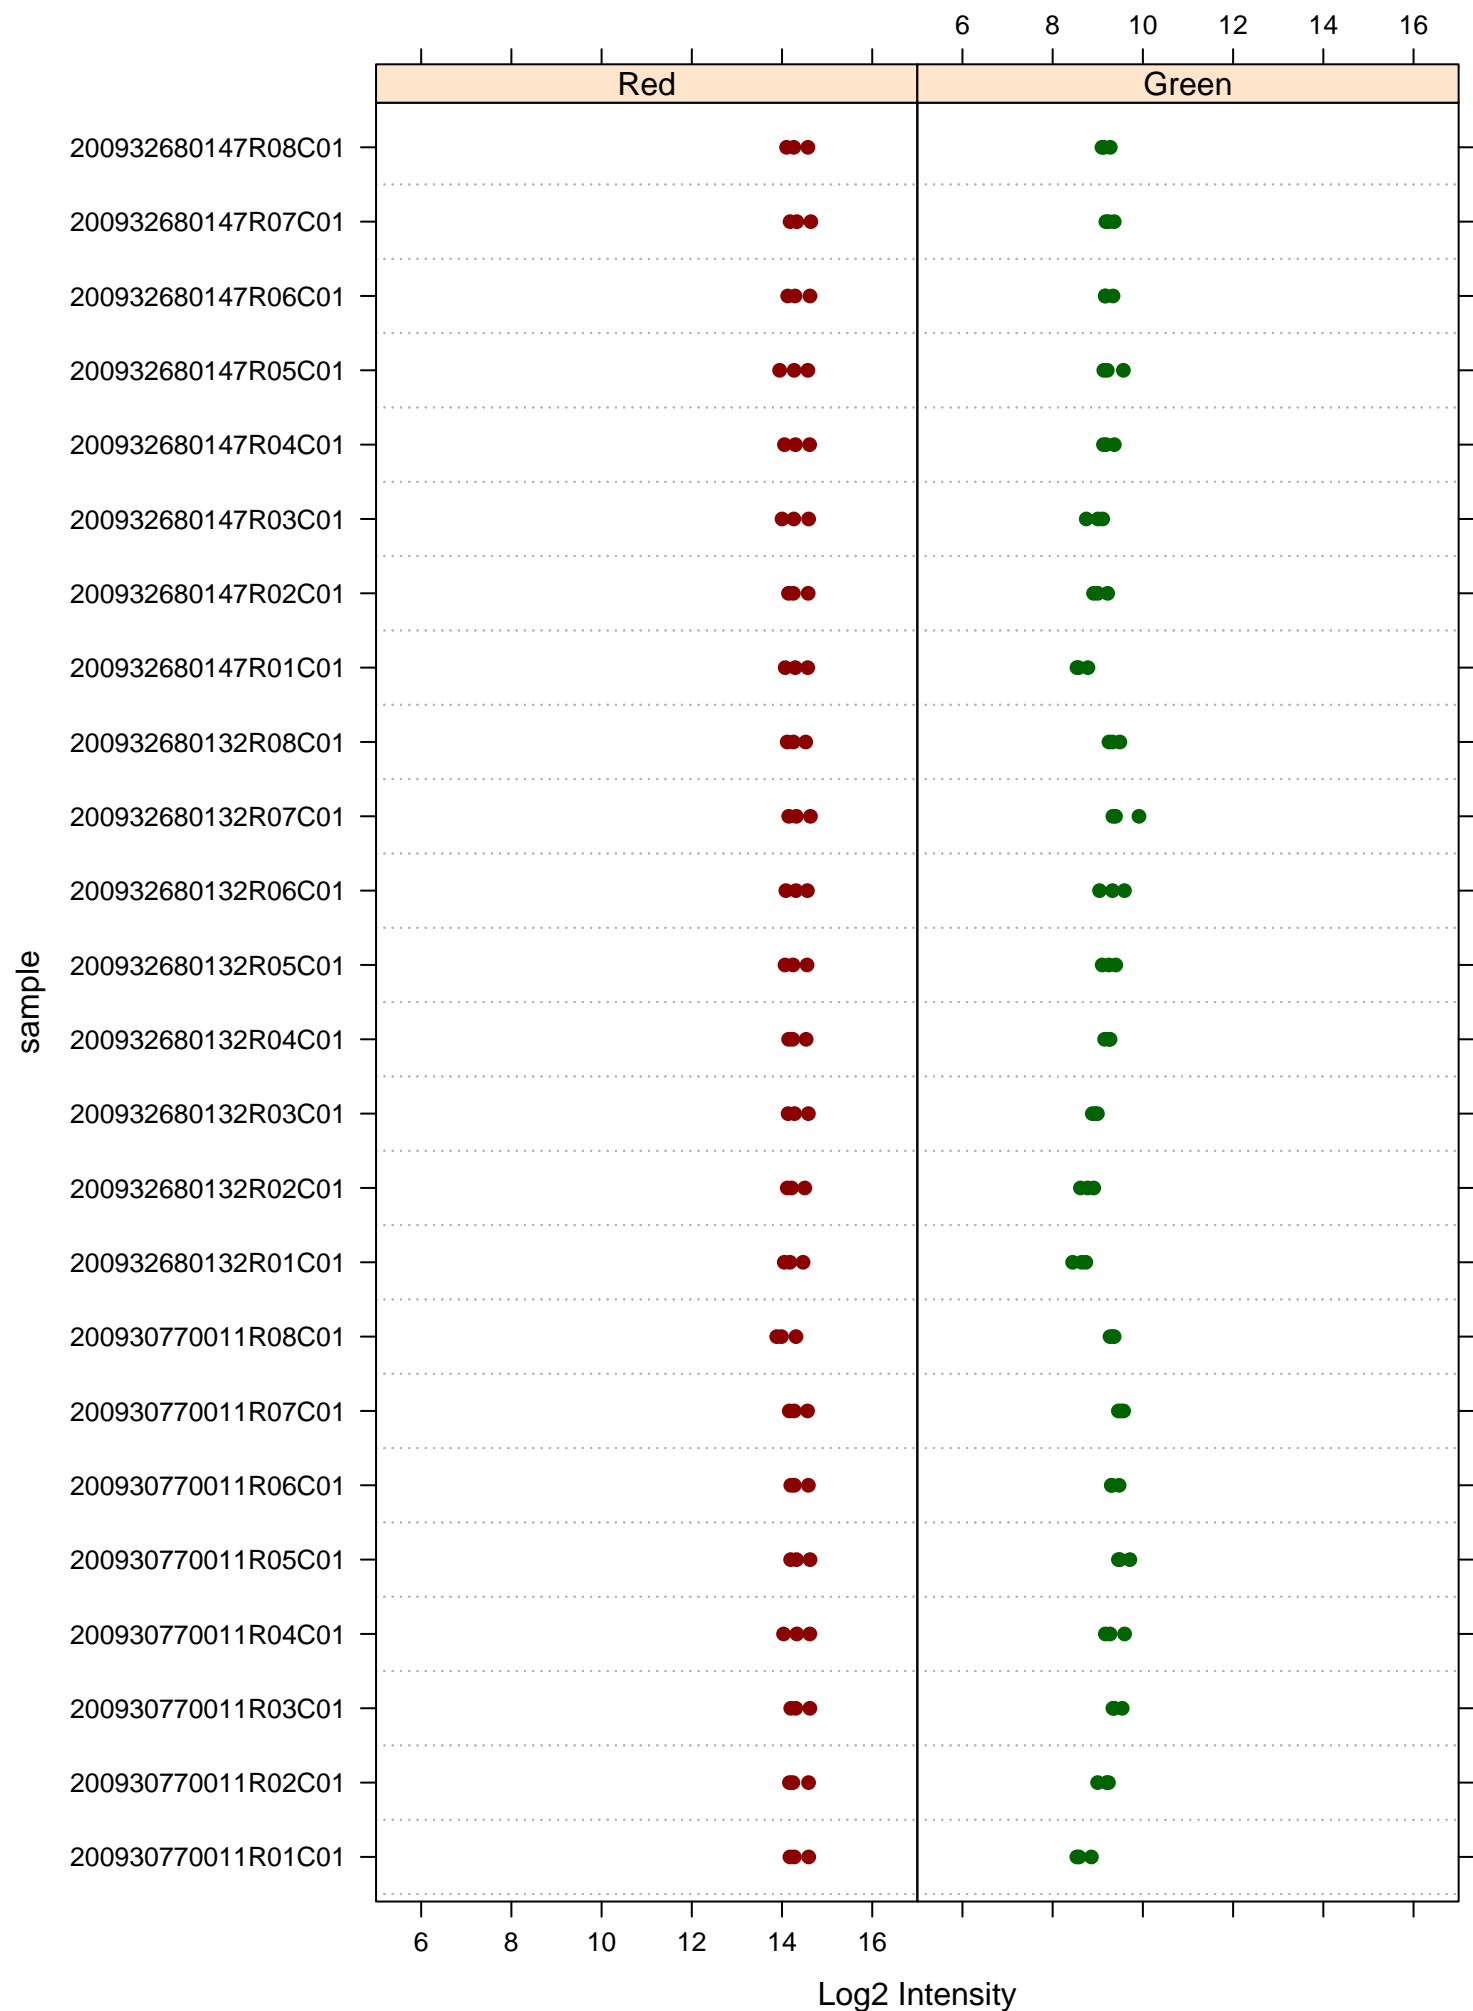 6 8 10 12 14 16
Red Green
200932680147R08C01
200932680147R07C01
200932680147R06C01
200932680147R05C01
200932680147R04C01
200932680147R03C01
200932680147R02C01
200932680147R01C01
200932680132R08C01
200932680132R07C01
200932680132R06C01
200932680132R05C01
200932680132R04C01
200932680132R03C01
200932680132R02C01
200932680132R01C01
200930770011R08C01
200930770011R07C01
200930770011R06C01
200930770011R05C01
200930770011R04C01
200930770011R03C01
200930770011R02C01
200930770011R01C01
sample
6 8 10 12 14 16
Log2 Intensity